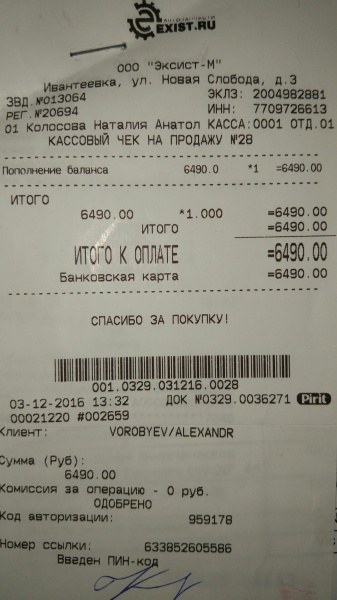 EXIST.RU
ООО "Эксист-М"
Ивантеевка, ул. Новая Слобода, д.3
ЗВД.№013064 ЭКЛЗ: 2004982881
РЕГ.№20694 ИНН: 7709726613
01 Колосова Наталия Анатол КАССА:0001 ОТД.01
КАССОВЫЙ ЧЕК НА ПРОДАЖУ №28
Пополнение баланса 6490.0 *1 =6490.00
ИТОГО
6490.00 *1.000 =6490.00
ИТОГО =6490.00
ИТОГО К ОПЛАТЕ =6490.00
Банковская карта =6490.00
СПАСИБО ЗА ПОКУПКУ!
001.0329.031216.0028
03-12-2016 13:32 ДОК №0329.0036271 Pirit
00021220 #002659
Клиент: VOROBYEV/ALEXANDR
Сумма (Руб):
6490.00
Комиссия за операцию - 0 руб.
ОДОБРЕНО
Код авторизации: 959178
Номер ссылки: 633852605586
Введен ПИН-код